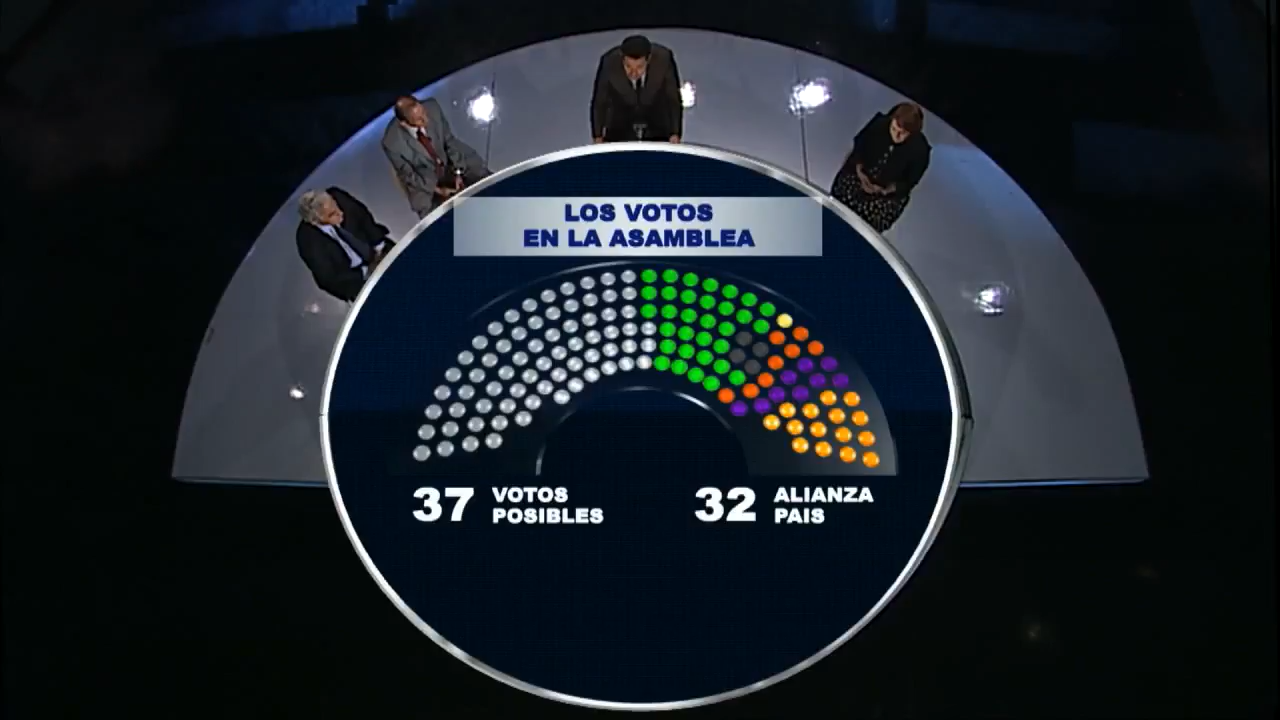 LOS VOTOS
EN LA ASAMBLEA
37 VOTOS
POSIBLES
32 ALIANZA
PAIS